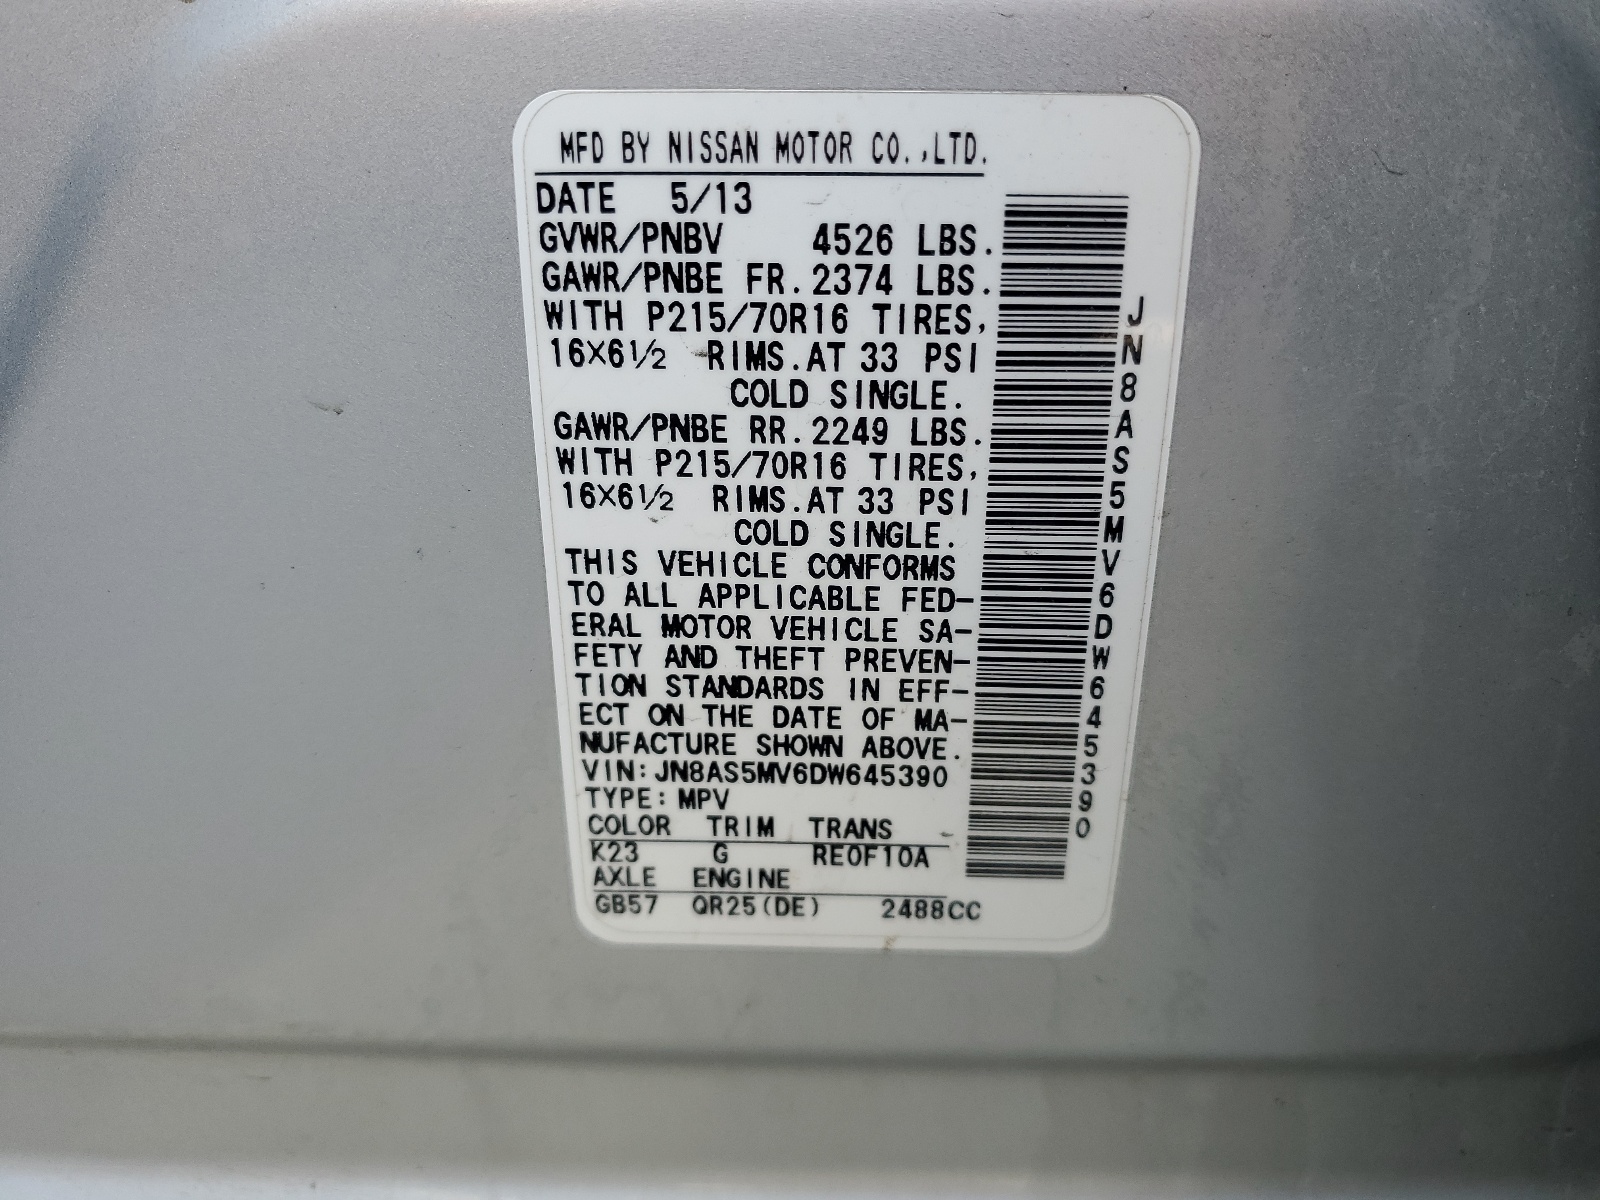 MFD BY NISSAN MOTOR CO.,LTD.
DATE 5/13
GVWR/PNBV 4526 LBS.
GAWR/PNBE FR. 2374 LBS.
WITH P215/70R16 TIRES,
16X6 1/2 RIMS. AT 33 PSI
COLD SINGLE.
GAWR/PNBE RR. 2249 LBS.
WITH P215/70R16 TIRES,
16X6 1/2 RIMS. AT 33 PSI
COLD SINGLE.
THIS VEHICLE CONFORMS
TO ALL APPLICABLE FED-
ERAL MOTOR VEHICLE SA-
FETY AND THEFT PREVEN-
TION STANDARDS IN EFF-
ECT ON THE DATE OF MA-
NUFACTURE SHOWN ABOVE.
VIN: JN8AS5MV6DW645390
TYPE: MPV
COLOR TRIM TRANS
K23 G RE0F10A
AXLE ENGINE
GB57 QR25(DE) 2488CC
JN8AS5MV6DW645390